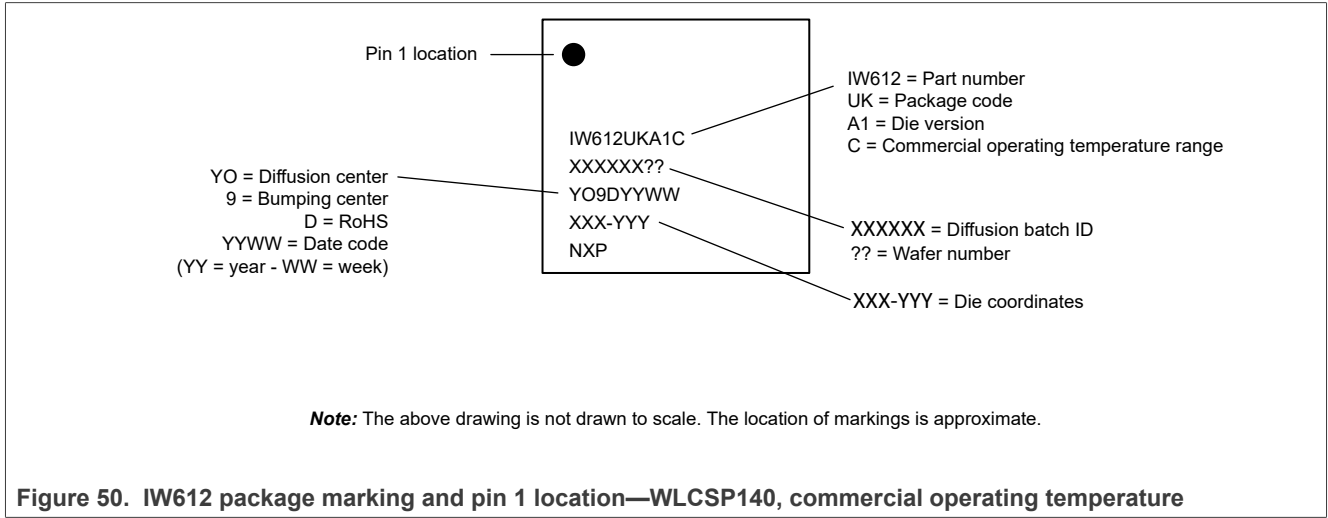 Pin 1 location
IW612UKA1C
XXXXXX??
YO9DYYWW
XXX-YYY
NXP
IW612 = Part number
UK = Package code
A1 = Die version
C = Commercial operating temperature range
YO = Diffusion center
9 = Bumping center
D = RoHS
YYWW = Date code
(YY = year - WW = week)
XXXXXX = Diffusion batch ID
?? = Wafer number
XXX-YYY = Die coordinates
Note: The above drawing is not drawn to scale. The location of markings is approximate.
Figure 50. IW612 package marking and pin 1 location—WLCSP140, commercial operating temperature